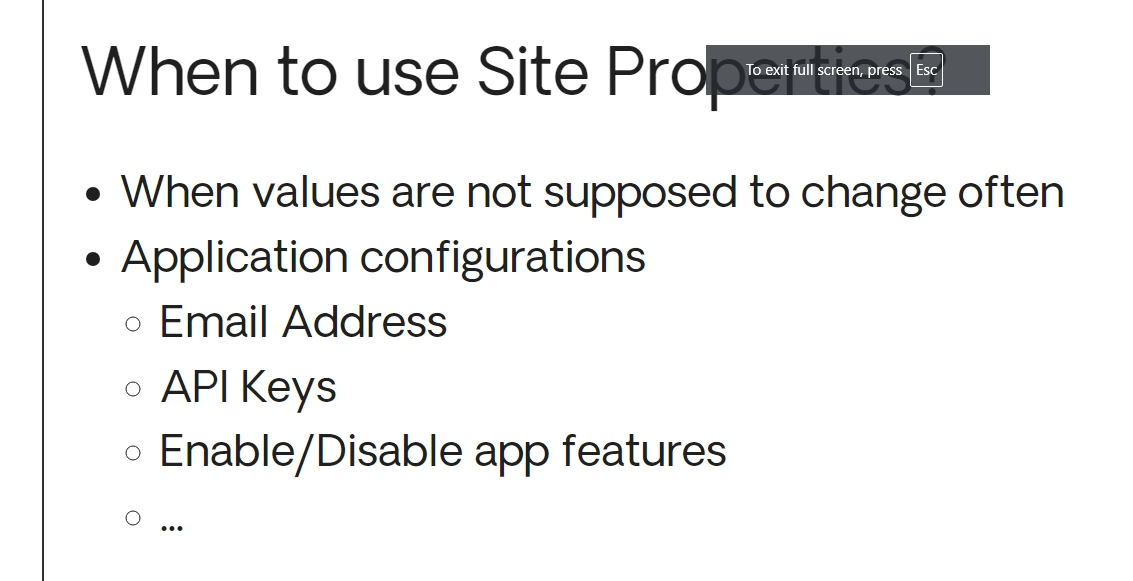 When to use Site Properties?
To exit full screen, press Esc
• When values are not supposed to change often
• Application configurations
○ Email Address
○ API Keys
○ Enable/Disable app features
○ ...